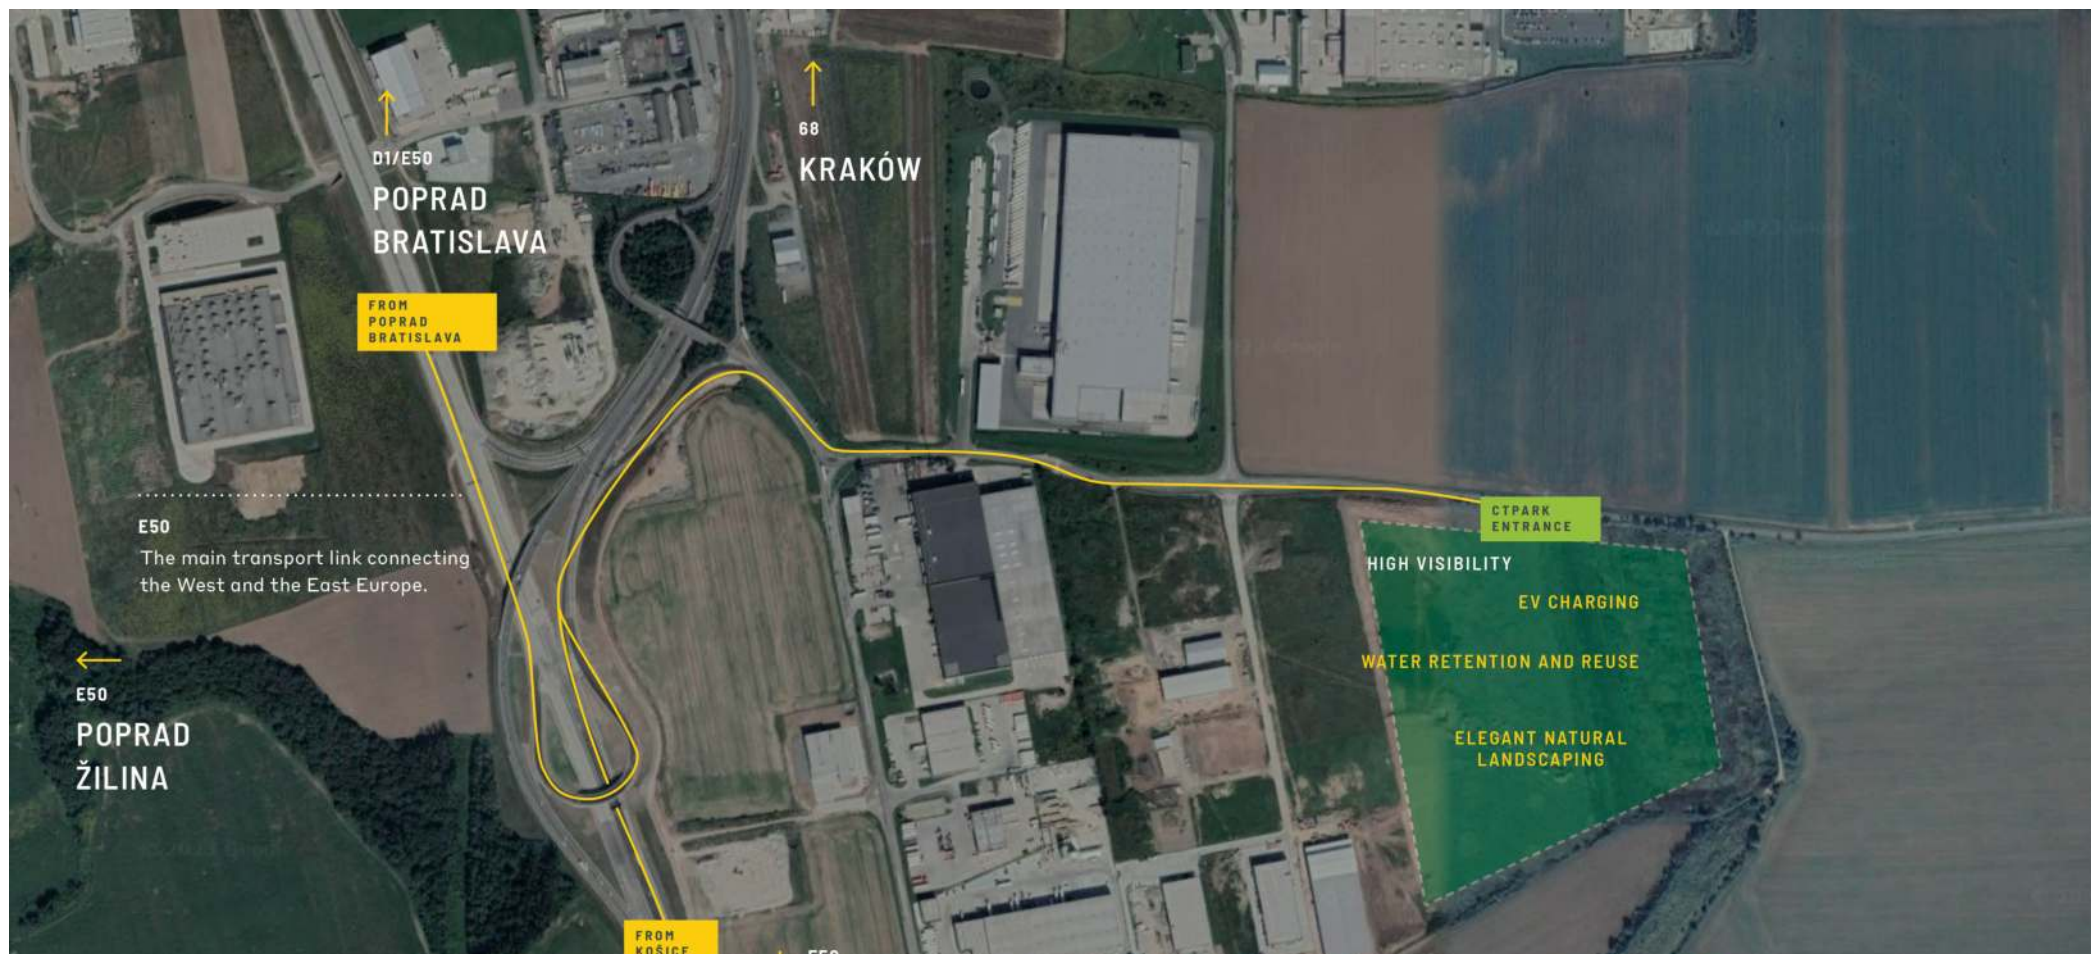 68
KRAKÓW
D1/E50
POPRAD
BRATISLAVA
FROM
POPRAD
BRATISLAVA
E50
The main transport link connecting
the West and the East Europe.
E50
POPRAD
ŽILINA
CTPARK
ENTRANCE
HIGH VISIBILITY
EV CHARGING
WATER RETENTION AND REUSE
ELEGANT NATURAL
LANDSCAPING
FROM
KOŠICE
E50